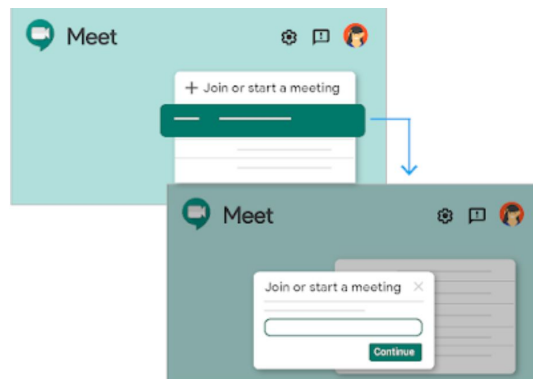 Meet
+ Join or start a meeting
Meet
Join or start a meeting
Continue